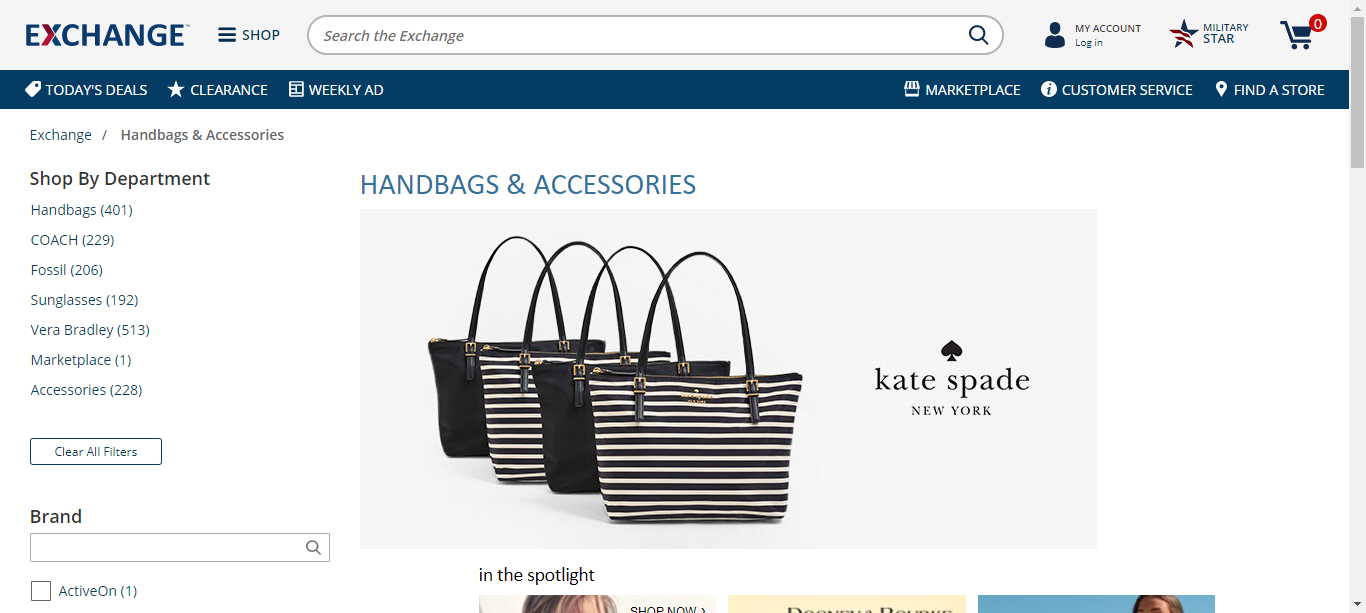 EXCHANGE
SHOP
Search the Exchange
MY ACCOUNT
Log in
MILITARY
STAR
0
TODAY'S DEALS
CLEARANCE
WEEKLY AD
MARKETPLACE
CUSTOMER SERVICE
FIND A STORE
Exchange / Handbags & Accessories
Shop By Department
Handbags (401)
COACH (229)
Fossil (206)
Sunglasses (192)
Vera Bradley (513)
Marketplace (1)
Accessories (228)
Clear All Filters
Brand
ActiveOn (1)
HANDBAGS & ACCESSORIES
kate spade
NEW YORK
in the spotlight
SHOP NOW ›
DOONEY & BOURKE